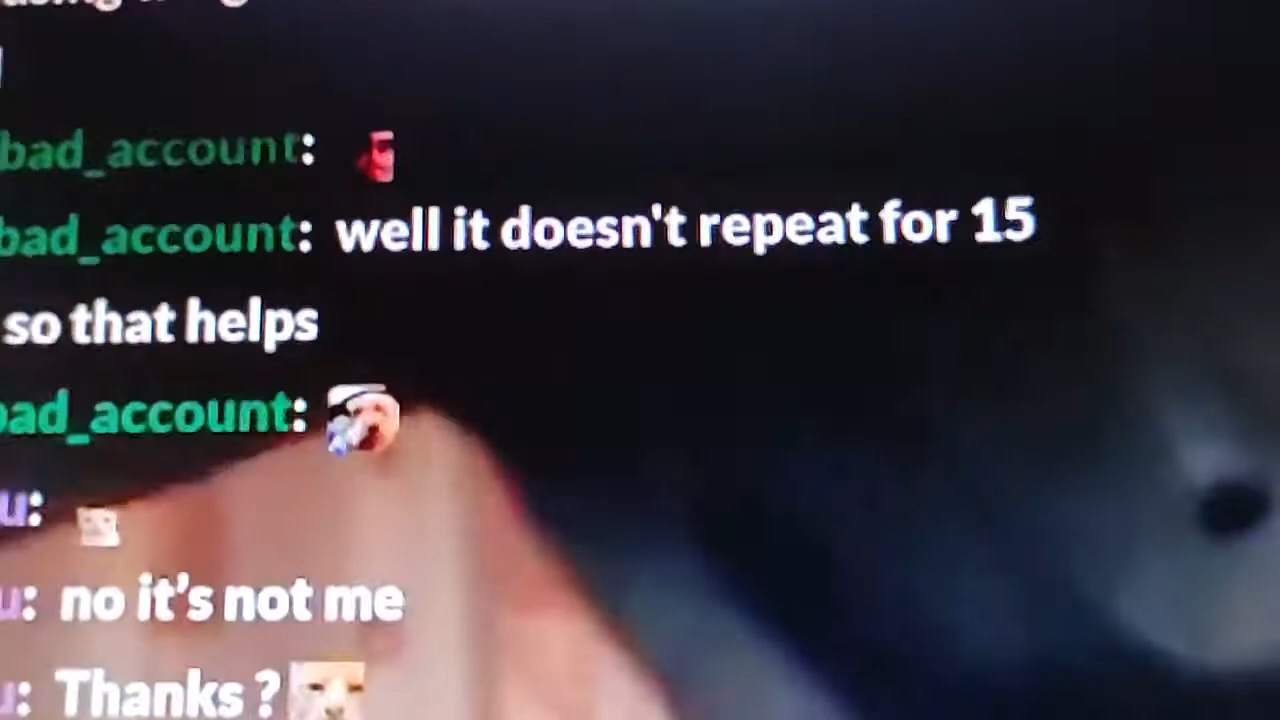 bad_account:
bad_account: well it doesn't repeat for 15
so that helps
bad_account:
u:
u: no it's not me
u: Thanks ?